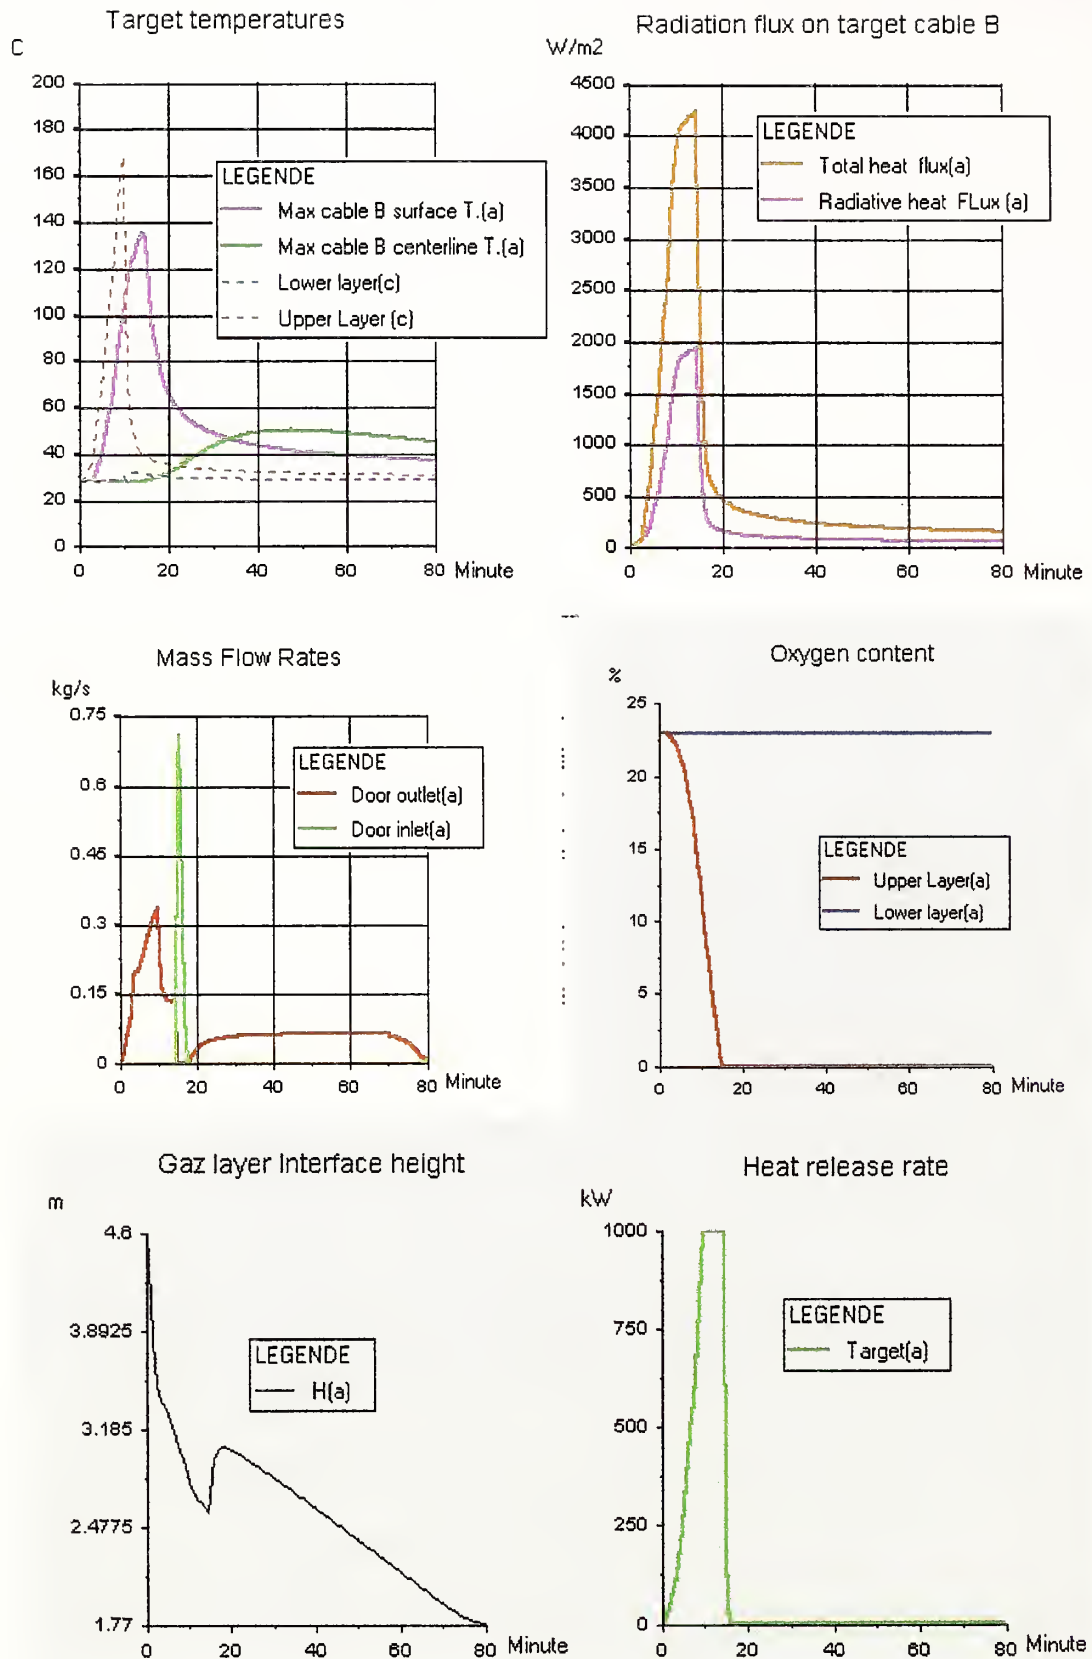 Target temperatures
C
200
180
160
140
120
100
80
60
40
20
0
0 20 40 60 80 Minute
LEGENDE
Max cable B surface T.(a)
Max cable B centerline T.(a)
Lower layer(c)
Upper Layer (c)
Radiation flux on target cable B
W/m2
4500
4000
3500
3000
2500
2000
1500
1000
500
0
0 20 40 60 80 Minute
LEGENDE
Total heat flux(a)
Radiative heat FLux (a)
Mass Flow Rates
kg/s
0.75
0.6
0.45
0.3
0.15
0
0 20 40 60 80 Minute
LEGENDE
Door outlet(a)
Door inlet(a)
Oxygen content
%
25
20
15
10
5
0
0 20 40 60 80 Minute
LEGENDE
Upper Layer(a)
Lower layer(a)
Gaz layer Interface height
m
4.6
3.8925
3.185
2.4775
1.77
0 20 40 60 80 Minute
LEGENDE
H(a)
Heat release rate
kW
1000
750
500
250
0
0 20 40 60 80 Minute
LEGENDE
Target(a)